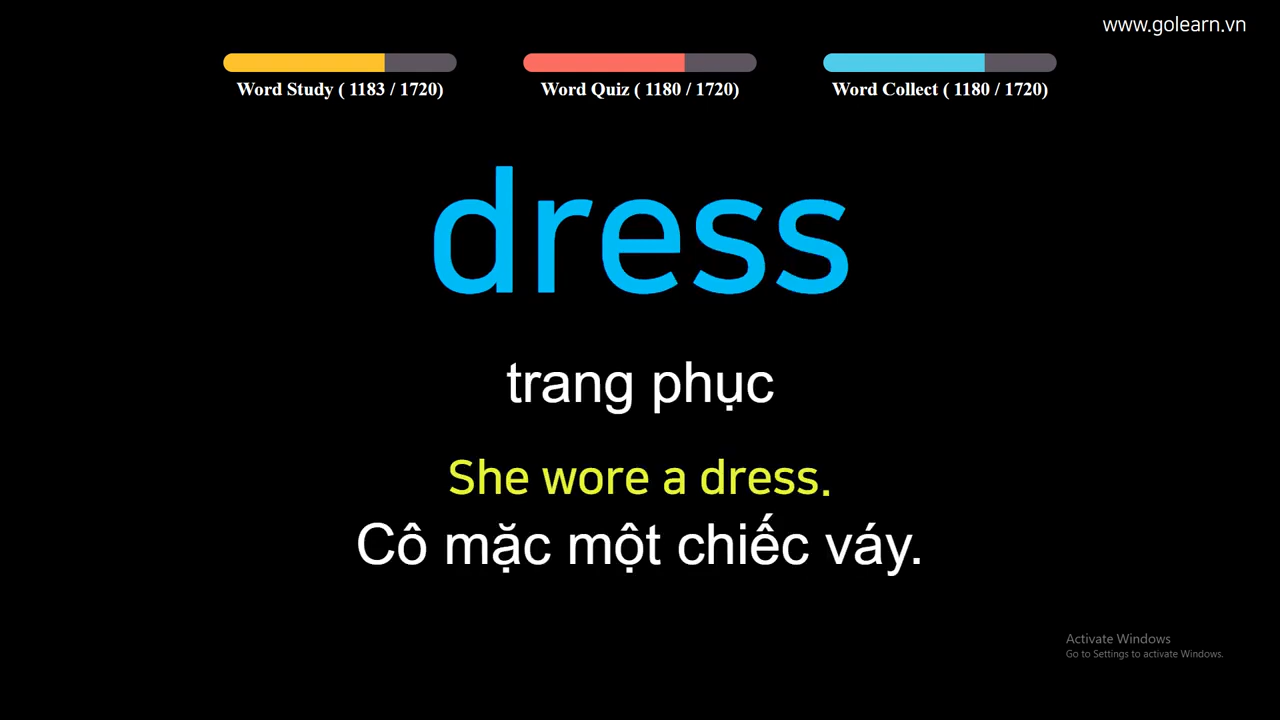 www.golearn.vn
Word Study ( 1183 / 1720)
Word Quiz ( 1180 / 1720)
Word Collect ( 1180 / 1720)
dress
trang phục
She wore a dress.
Cô mặc một chiếc váy.
Activate Windows
Go to Settings to activate Windows.